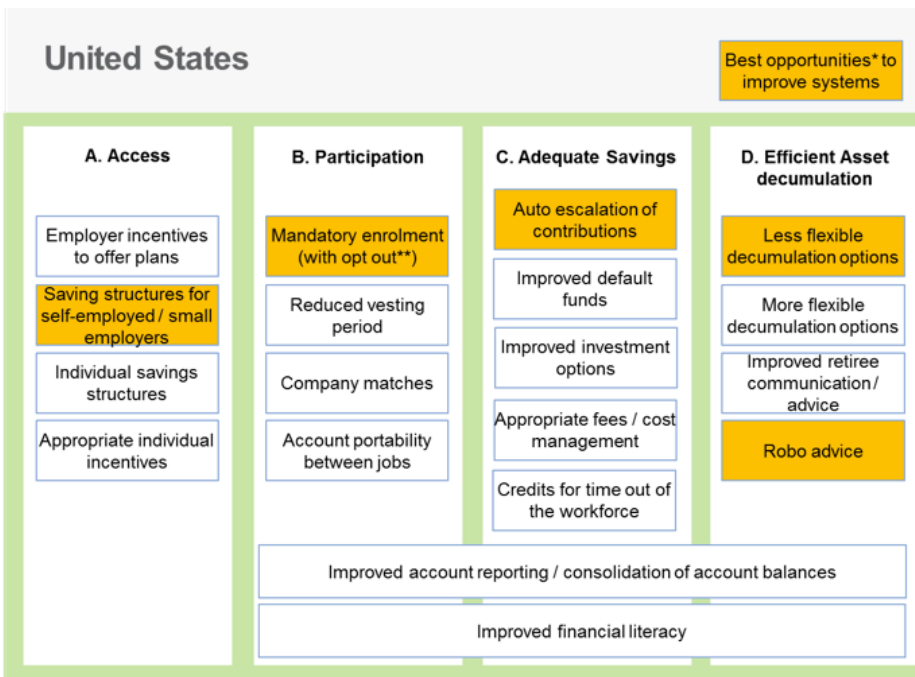 United States
Best opportunities* to
improve systems
A. Access
Employer incentives
to offer plans
Saving structures for
self-employed / small
employers
Individual savings
structures
Appropriate individual
incentives
B. Participation
Mandatory enrolment
(with opt out**)
Reduced vesting
period
Company matches
Account portability
between jobs
C. Adequate Savings
Auto escalation of
contributions
Improved default
funds
Improved investment
options
Appropriate fees / cost
management
Credits for time out of
the workforce
D. Efficient Asset
decumulation
Less flexible
decumulation options
More flexible
decumulation options
Improved retiree
communication /
advice
Robo advice
Improved account reporting / consolidation of account balances
Improved financial literacy